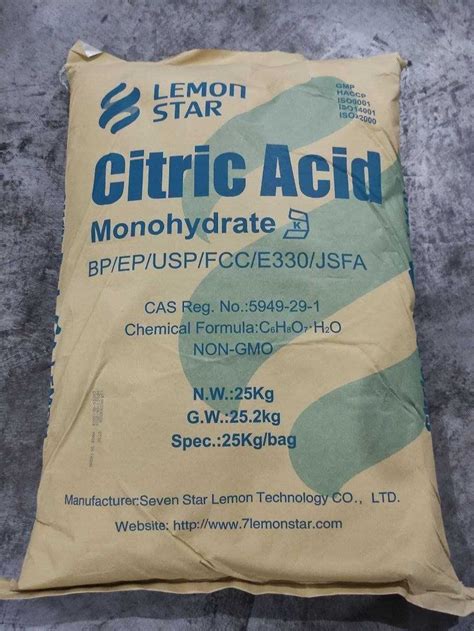 LEMON
STAR
GMP
HACCP
ISO9001
ISO14001
Citric Acid
Monohydrate K
BP/EP/USP/FCC/E330/JSFA
CAS Reg. No.:5949-29-1
Chemical Formula:C₆H₈O₇·H₂O
NON-GMO
N.W.:25Kg
G.W.:25.2kg
Spec.:25Kg/bag
Manufacturer:Seven Star Lemon Technology CO., LTD.
Website: http://www.7lemonstar.com